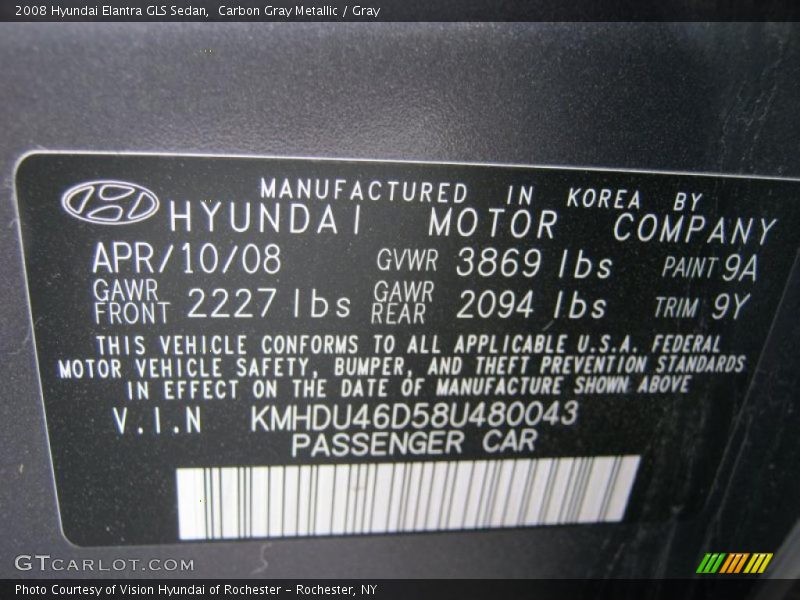 2008 Hyundai Elantra GLS Sedan,  Carbon Gray Metallic / Gray
MANUFACTURED IN KOREA BY
HYUNDAI MOTOR COMPANY
APR/10/08 GVWR 3869 lbs PAINT 9A
GAWR FRONT 2227 lbs GAWR REAR 2094 lbs TRIM 9Y
THIS VEHICLE CONFORMS TO ALL APPLICABLE U.S.A. FEDERAL
MOTOR VEHICLE SAFETY, BUMPER, AND THEFT PREVENTION STANDARDS
IN EFFECT ON THE DATE OF MANUFACTURE SHOWN ABOVE
V.I.N KMHDU46D58U480043
PASSENGER CAR
GTCARLOT.COM
Photo Courtesy of Vision Hyundai of Rochester – Rochester, NY